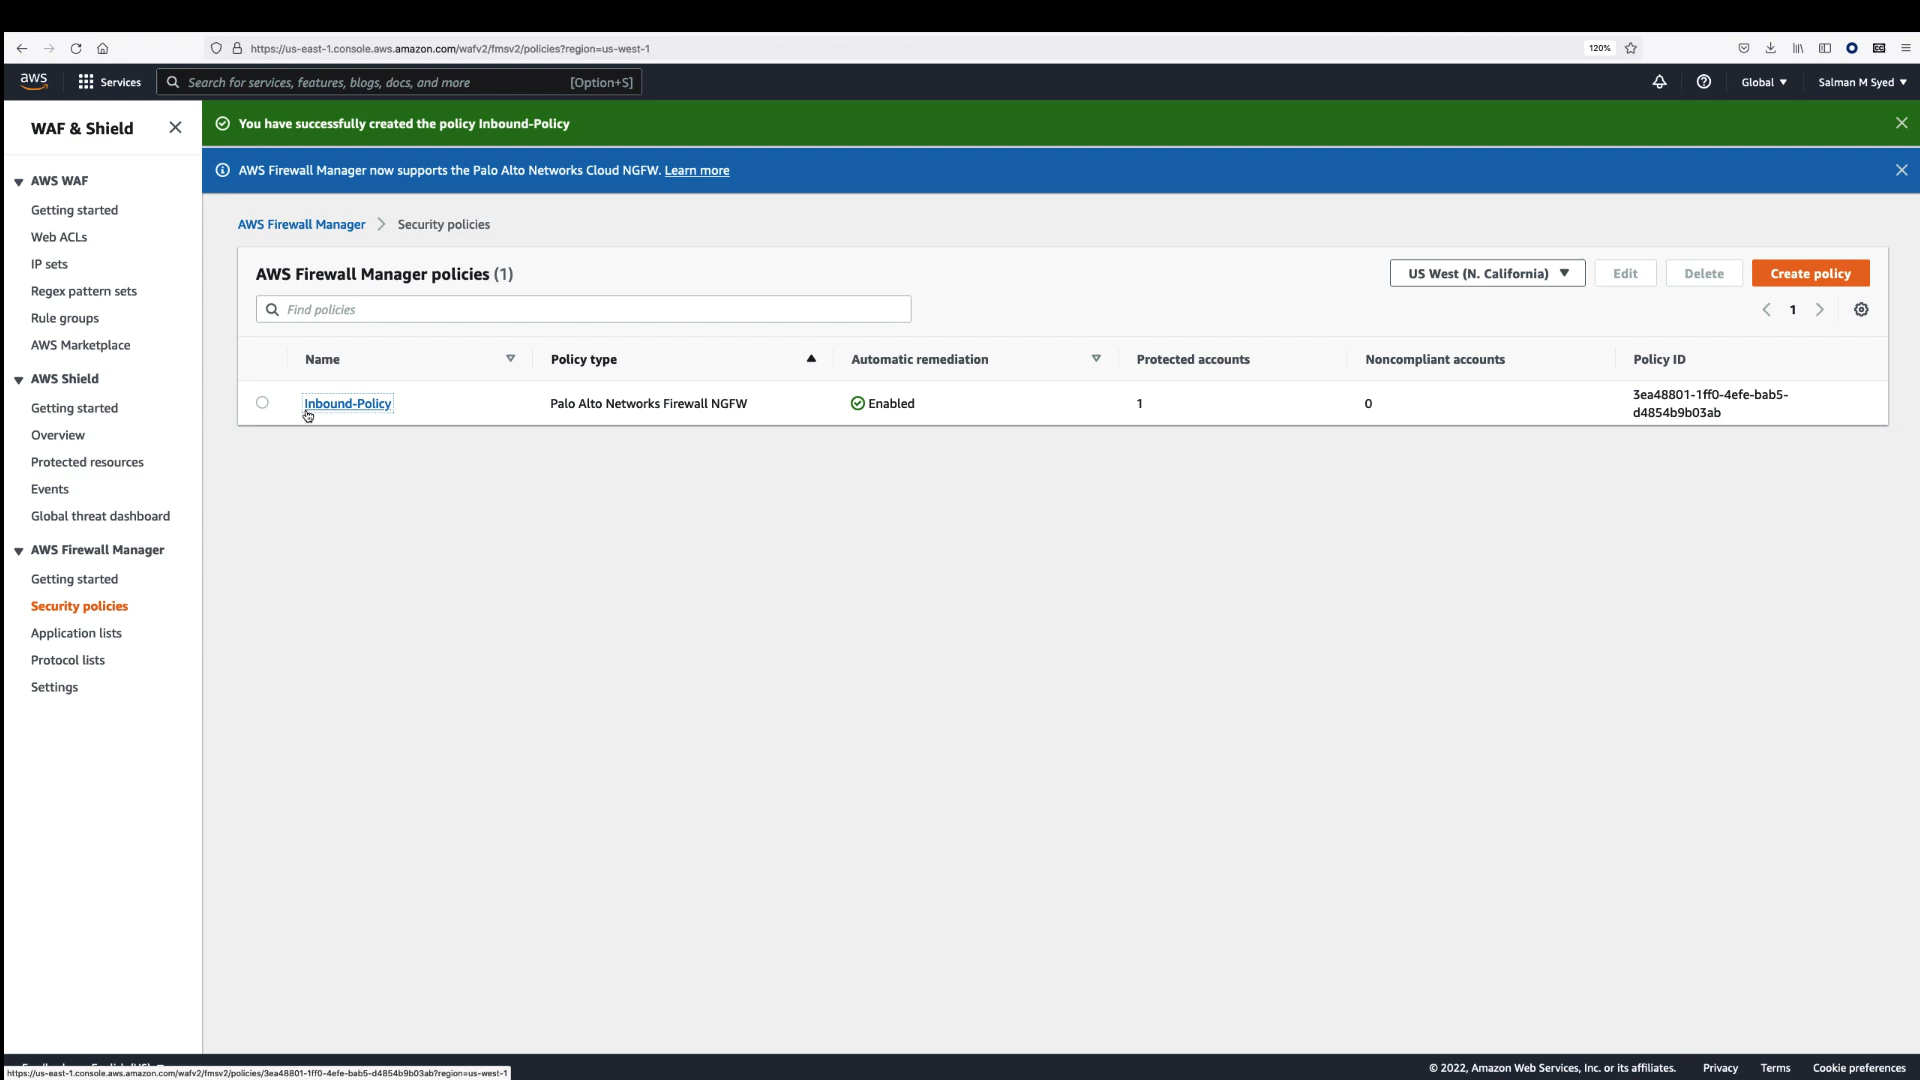 https://us-east-1.console.aws.amazon.com/wafv2/fmsv2/policies?region=us-west-1
120%
aws
Services
Search for services, features, blogs, docs, and more
[Option+S]
Global
Salman M Syed
WAF & Shield
AWS WAF
Getting started
Web ACLs
IP sets
Regex pattern sets
Rule groups
AWS Marketplace
AWS Shield
Getting started
Overview
Protected resources
Events
Global threat dashboard
AWS Firewall Manager
Getting started
Security policies
Application lists
Protocol lists
Settings
You have successfully created the policy Inbound-Policy
AWS Firewall Manager now supports the Palo Alto Networks Cloud NGFW. Learn more
AWS Firewall Manager > Security policies
AWS Firewall Manager policies (1)
US West (N. California)
Edit
Delete
Create policy
Find policies
1
Name
Policy type
Automatic remediation
Protected accounts
Noncompliant accounts
Policy ID
Inbound-Policy
Palo Alto Networks Firewall NGFW
Enabled
1
0
3ea48801-1ff0-4efe-bab5-
d4854b9b03ab
https://us-east-1.console.aws.amazon.com/wafv2/fmsv2/policies/3ea48801-1ff0-4efe-bab5-d4854b9b03ab?region=us-west-1
© 2022, Amazon Web Services, Inc. or its affiliates.
Privacy
Terms
Cookie preferences